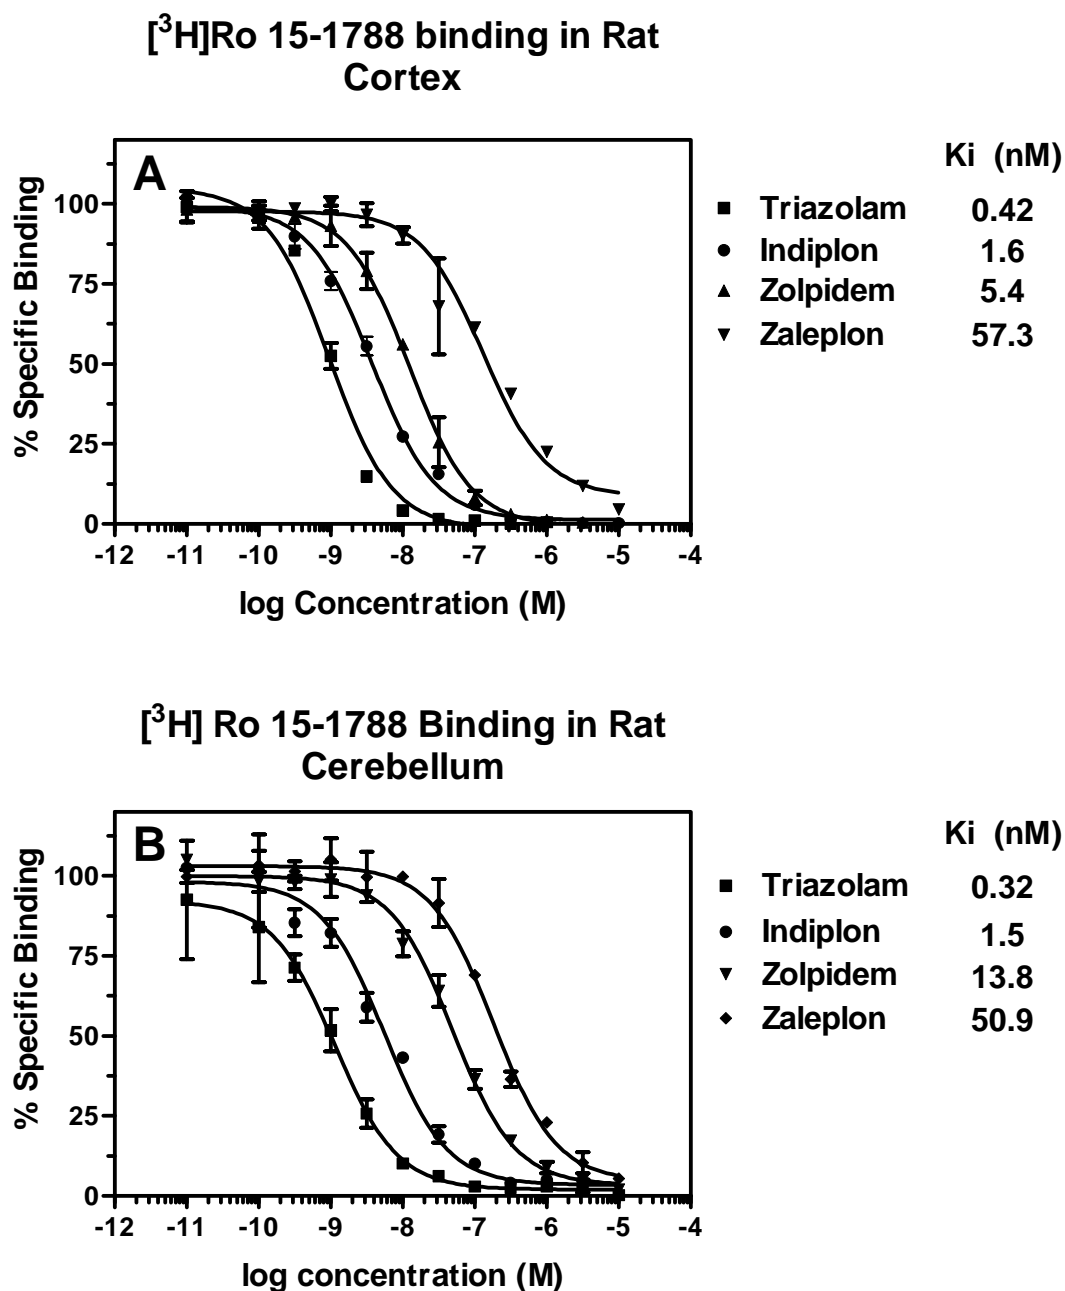 [³H]Ro 15-1788 binding in Rat
Cortex
A
% Specific Binding
100
75
50
25
0
-12 -11 -10 -9 -8 -7 -6 -5 -4
log Concentration (M)
Ki (nM)
Triazolam 0.42
Indiplon 1.6
Zolpidem 5.4
Zaleplon 57.3
[³H] Ro 15-1788 Binding in Rat
Cerebellum
B
% Specific Binding
100
75
50
25
0
-12 -11 -10 -9 -8 -7 -6 -5 -4
log concentration (M)
Ki (nM)
Triazolam 0.32
Indiplon 1.5
Zolpidem 13.8
Zaleplon 50.9